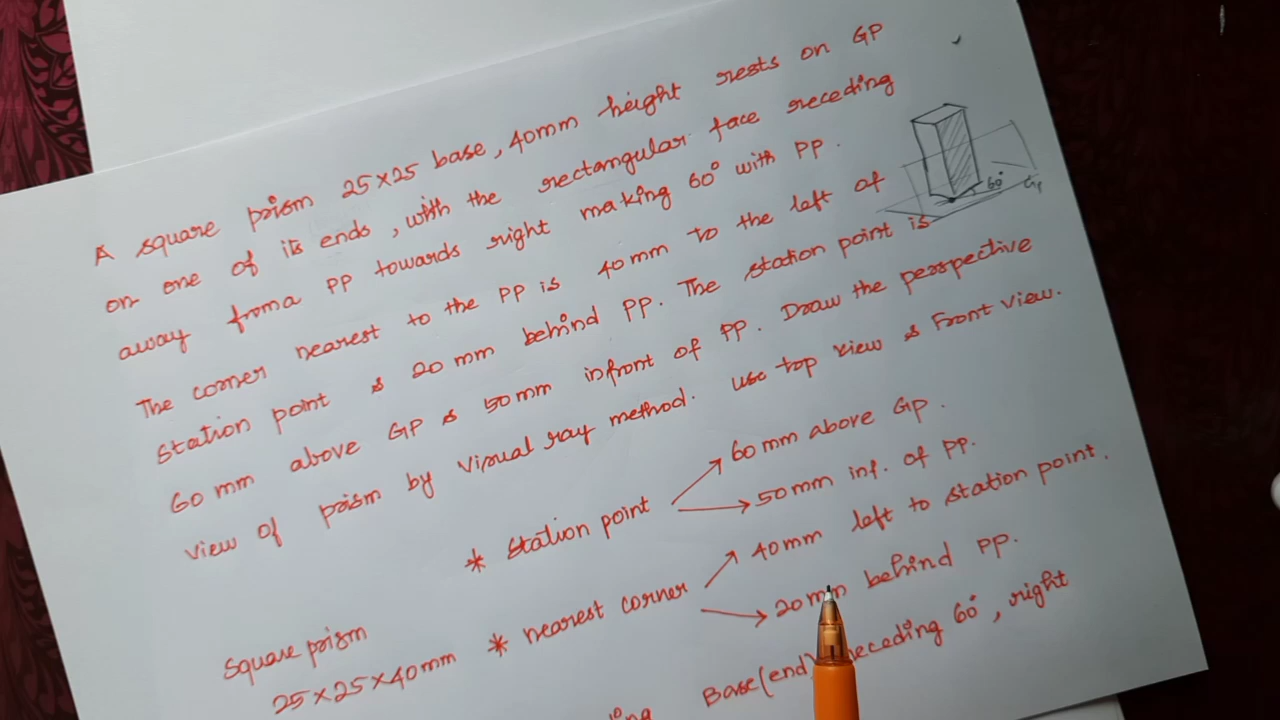 A square prism 25×25 base, 40mm height rests on GP
on one of its ends, with the rectangular face receding
away from a PP towards right making 60° with PP.
The corner nearest to the PP is 40mm to the left of
station point & 20mm behind PP. The station point is
60mm above GP & 50mm infront of PP. Draw the perspective
view of prism by visual ray method. Use top view & Front view.
* Station point → 60mm above GP.
→ 50mm inf. of PP.
Square prism
25×25×40mm
* nearest corner → 40mm left to station point.
→ 20mm behind PP.
Base(end) receding 60°, right
60°
GP